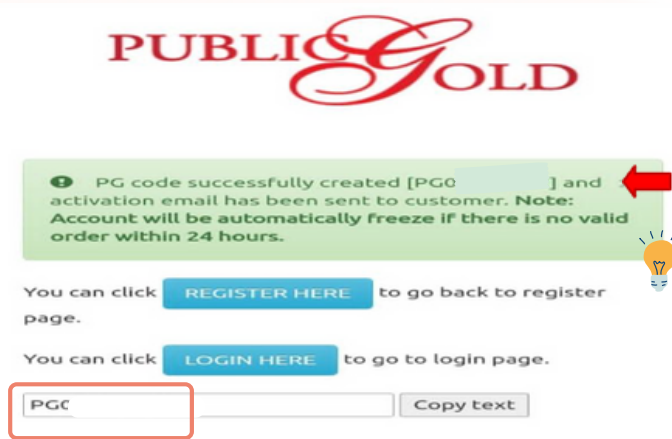 PUBLIC GOLD
PG code successfully created [PG0 ] and
activation email has been sent to customer. Note:
Account will be automatically freeze if there is no valid
order within 24 hours.
You can click REGISTER HERE to go back to register
page.
You can click LOGIN HERE to go to login page.
PG0 Copy text